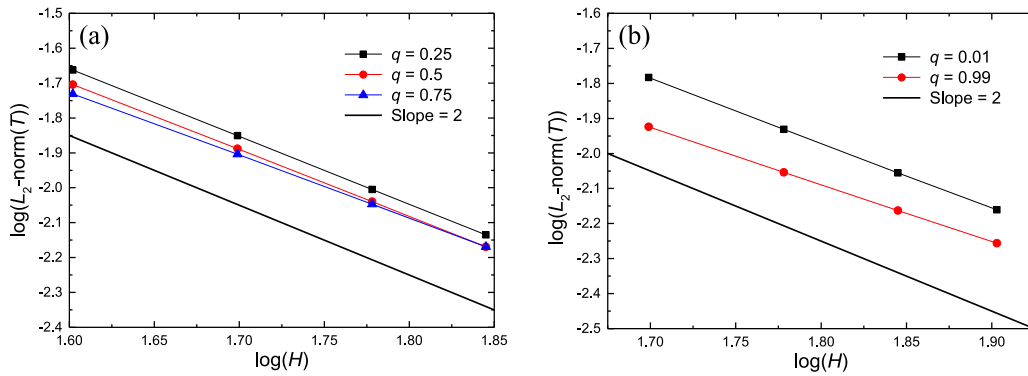 (a)
q = 0.25
q = 0.5
q = 0.75
Slope = 2
-1.5
-1.6
-1.7
-1.8
-1.9
-2.0
-2.1
-2.2
-2.3
-2.4
1.60
1.65
1.70
1.75
1.80
1.85
log(L₂-norm(T))
log(H)
(b)
q = 0.01
q = 0.99
Slope = 2
-1.6
-1.7
-1.8
-1.9
-2.0
-2.1
-2.2
-2.3
-2.4
-2.5
1.70
1.75
1.80
1.85
1.90
log(L₂-norm(T))
log(H)